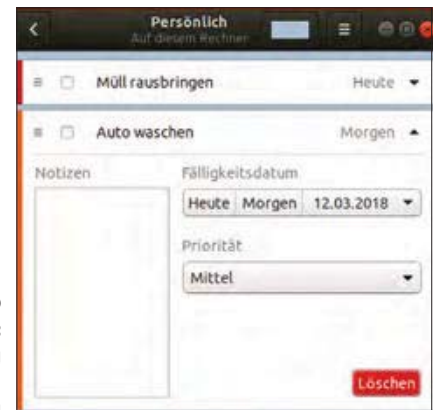 Persönlich
Auf diesem Rechner
Müll rausbringen Heute
Auto waschen Morgen
Notizen
Fälligkeitsdatum
Heute Morgen 12.03.2018
Priorität
Mittel
Löschen